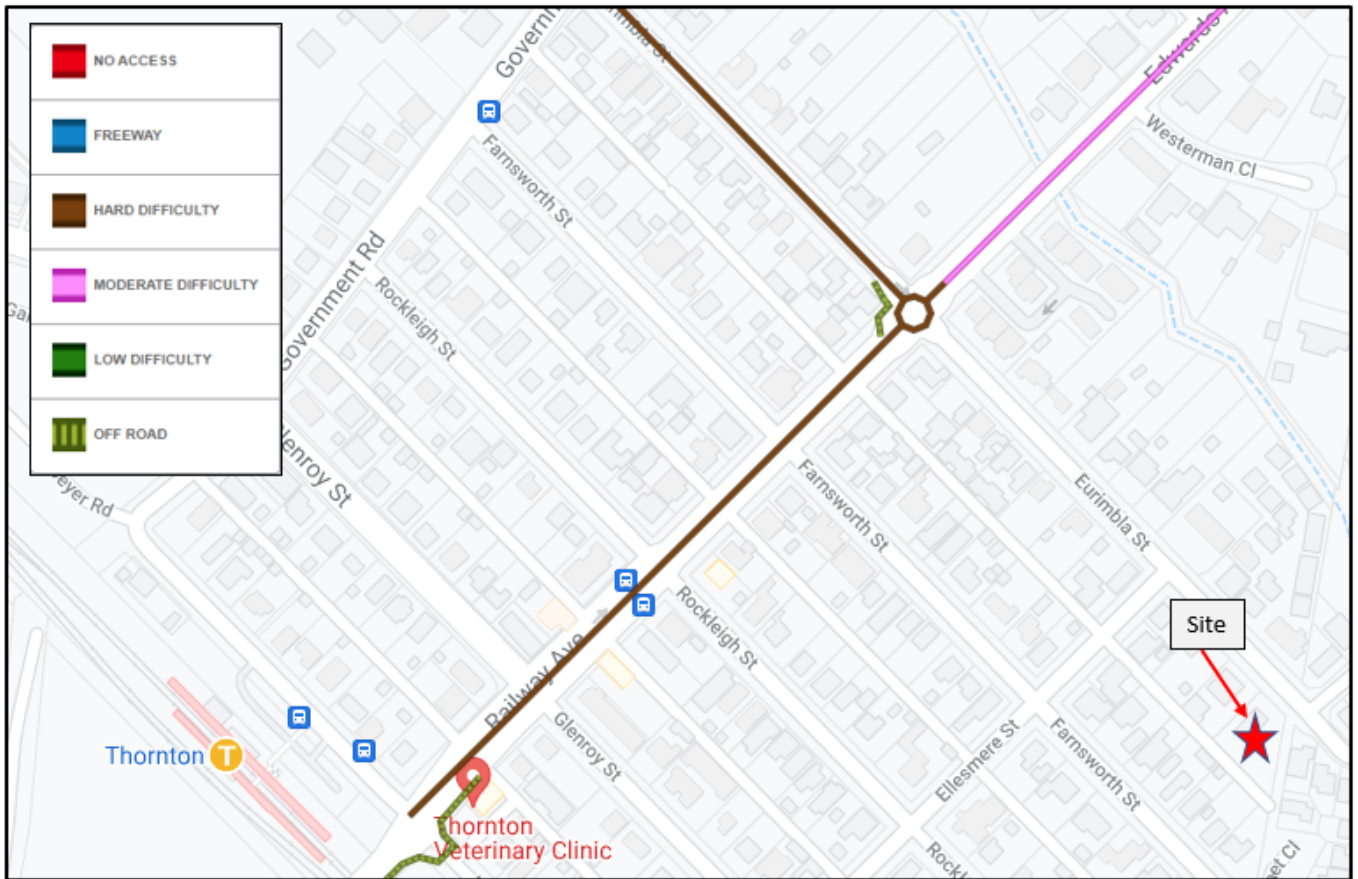 NO ACCESS
FREEWAY
HARD DIFFICULTY
MODERATE DIFFICULTY
LOW DIFFICULTY
OFF ROAD
Westerman Cl
Farnsworth St
Government Rd
Rockleigh St
Eurimbla St
Farnsworth St
Site
Rockleigh St
Railway Ave
Glenroy St
Ellesmere St
Farnsworth St
Thornton
T
Thornton
Veterinary Clinic